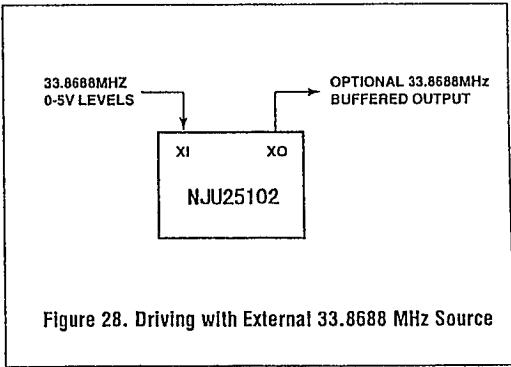 33.8688MHZ
0-5V LEVELS
OPTIONAL 33.8688MHz
BUFFERED OUTPUT
XI
XO
NJU25102
Figure 28. Driving with External 33.8688 MHz Source